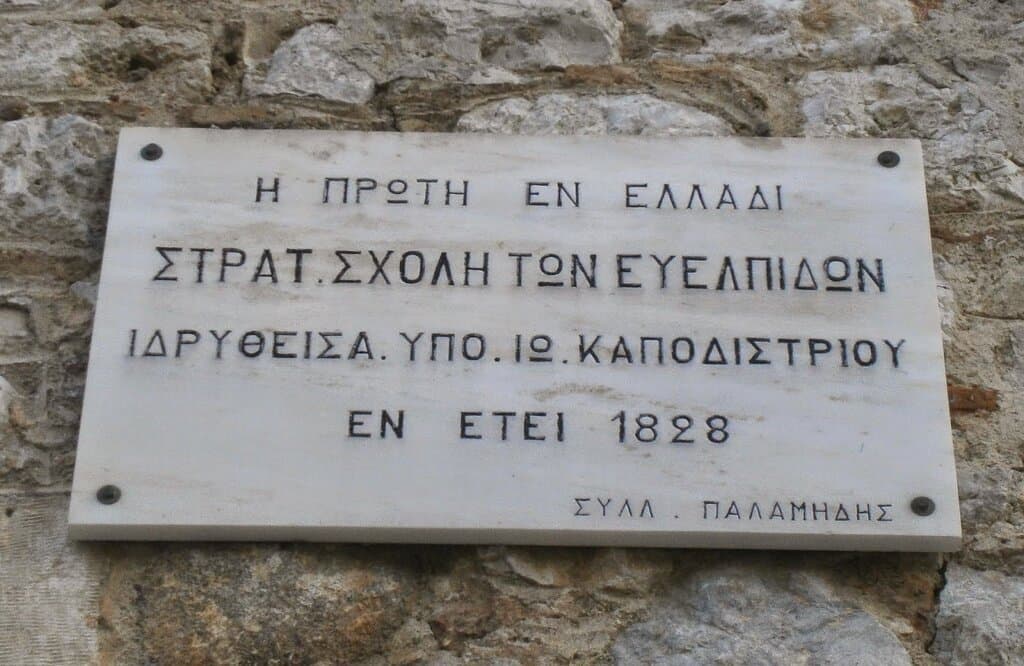 Η ΠΡΩΤΗ ΕΝ ΕΛΛΑΔΙ
ΣΤΡΑΤ. ΣΧΟΛΗ ΤΩΝ ΕΥΕΛΠΙΔΩΝ
ΙΔΡΥΘΕΙΣΑ. ΥΠΟ. ΙΩ. ΚΑΠΟΔΙΣΤΡΙΟΥ
ΕΝ ΕΤΕΙ 1828
ΣΥΛΛ. ΠΑΛΑΜΗΔΗΣ